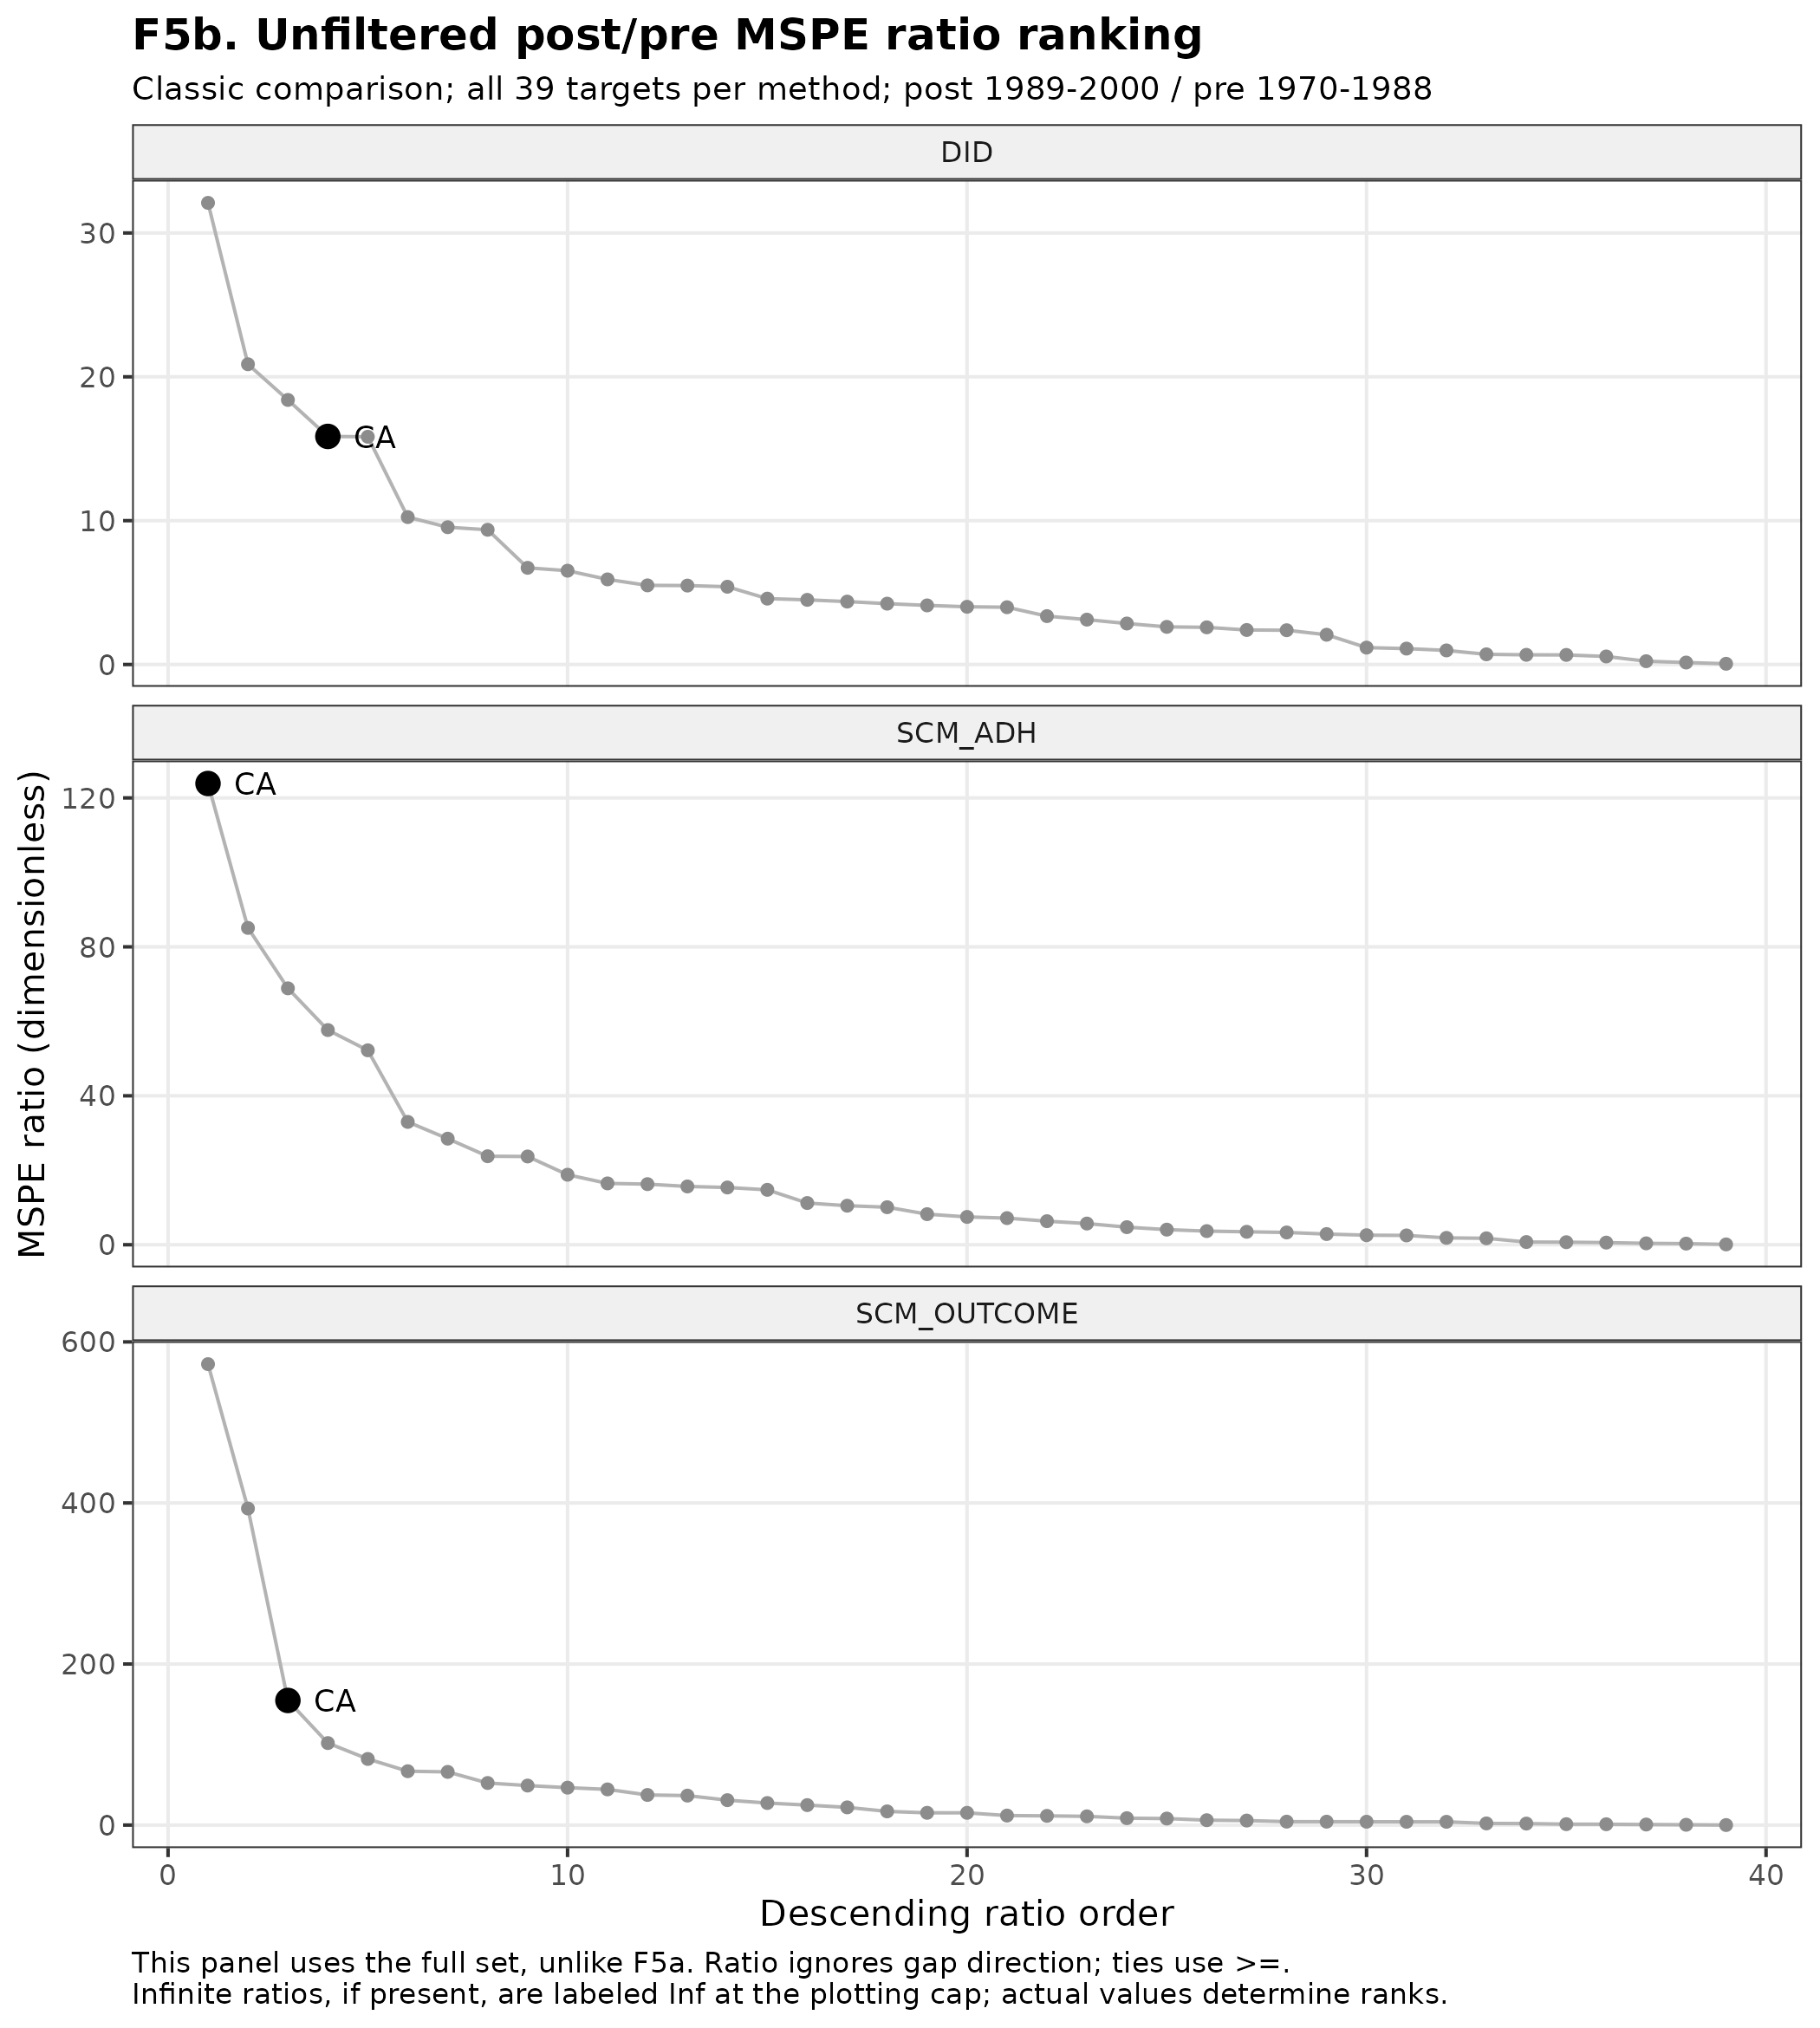 F5b. Unfiltered post/pre MSPE ratio ranking
Classic comparison; all 39 targets per method; post 1989-2000 / pre 1970-1988
DID
30
20
10
0
CA
SCM_ADH
120
80
40
0
CA
MSPE ratio (dimensionless)
SCM_OUTCOME
600
400
200
0
CA
0 10 20 30 40
Descending ratio order
This panel uses the full set, unlike F5a. Ratio ignores gap direction; ties use >=.
Infinite ratios, if present, are labeled Inf at the plotting cap; actual values determine ranks.